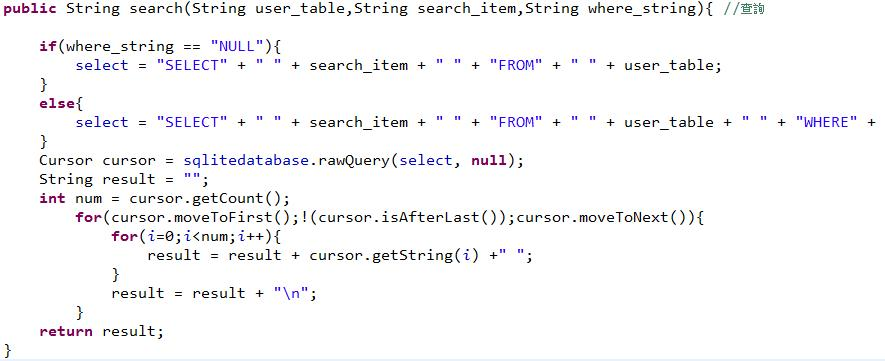 public String search(String user_table,String search_item,String where_string){ //查詢
if(where_string == "NULL"){
select = "SELECT" + " " + search_item + " " + "FROM" + " " + user_table;
}
else{
select = "SELECT" + " " + search_item + " " + "FROM" + " " + user_table + " " + "WHERE" +
}
Cursor cursor = sqlitedatabase.rawQuery(select, null);
String result = "";
int num = cursor.getCount();
for(cursor.moveToFirst();!(cursor.isAfterLast());cursor.moveToNext()){
for(i=0;i<num;i++){
result = result + cursor.getString(i) +" ";
}
result = result + "\n";
}
return result;
}